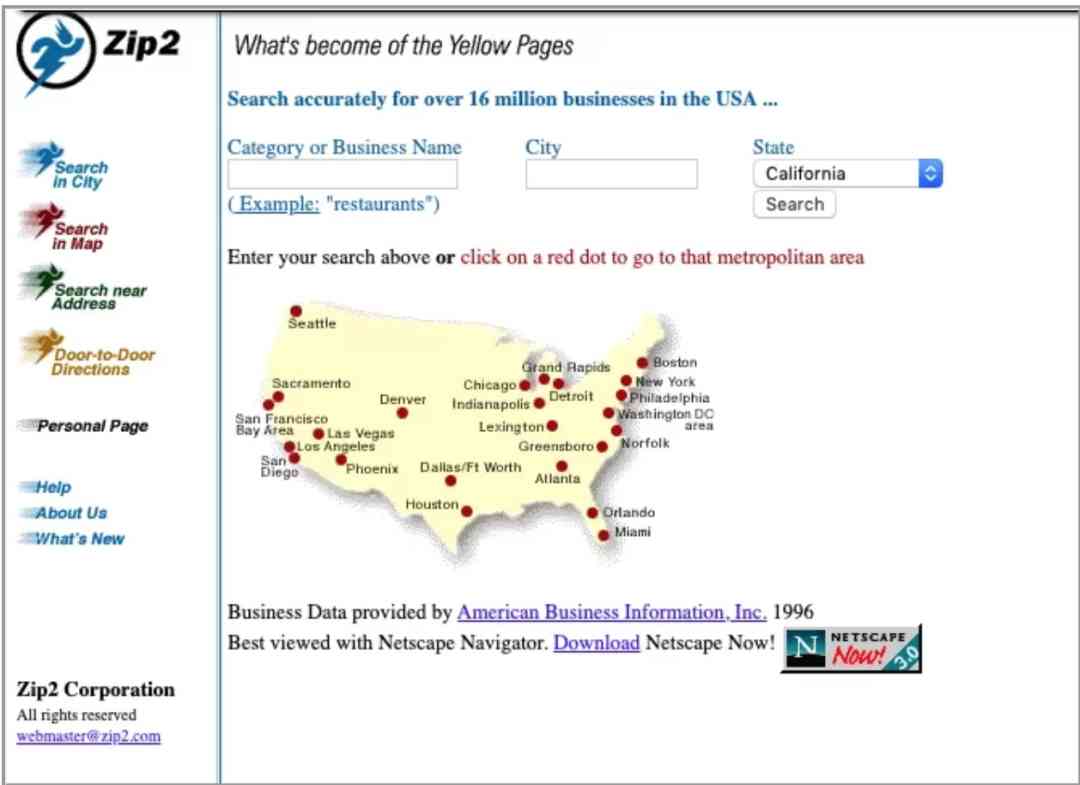 Zip2
What's become of the Yellow Pages
Search accurately for over 16 million businesses in the USA ...
Category or Business Name
City
State
California
( Example: "restaurants")
Search
Enter your search above or click on a red dot to go to that metropolitan area
Search
in City
Search
in Map
Search near
Address
Door-to-Door
Directions
Personal Page
Help
About Us
What's New
Seattle
Sacramento
San Francisco
Bay Area
Las Vegas
Los Angeles
San
Diego
Phoenix
Denver
Dallas/Ft Worth
Houston
Grand Rapids
Chicago
Detroit
Indianapolis
Lexington
Greensboro
Atlanta
Boston
New York
Philadelphia
Washington DC
area
Norfolk
Orlando
Miami
Business Data provided by American Business Information, Inc. 1996
Best viewed with Netscape Navigator. Download Netscape Now!
N NETSCAPE
Now! 3.0
Zip2 Corporation
All rights reserved
webmaster@zip2.com